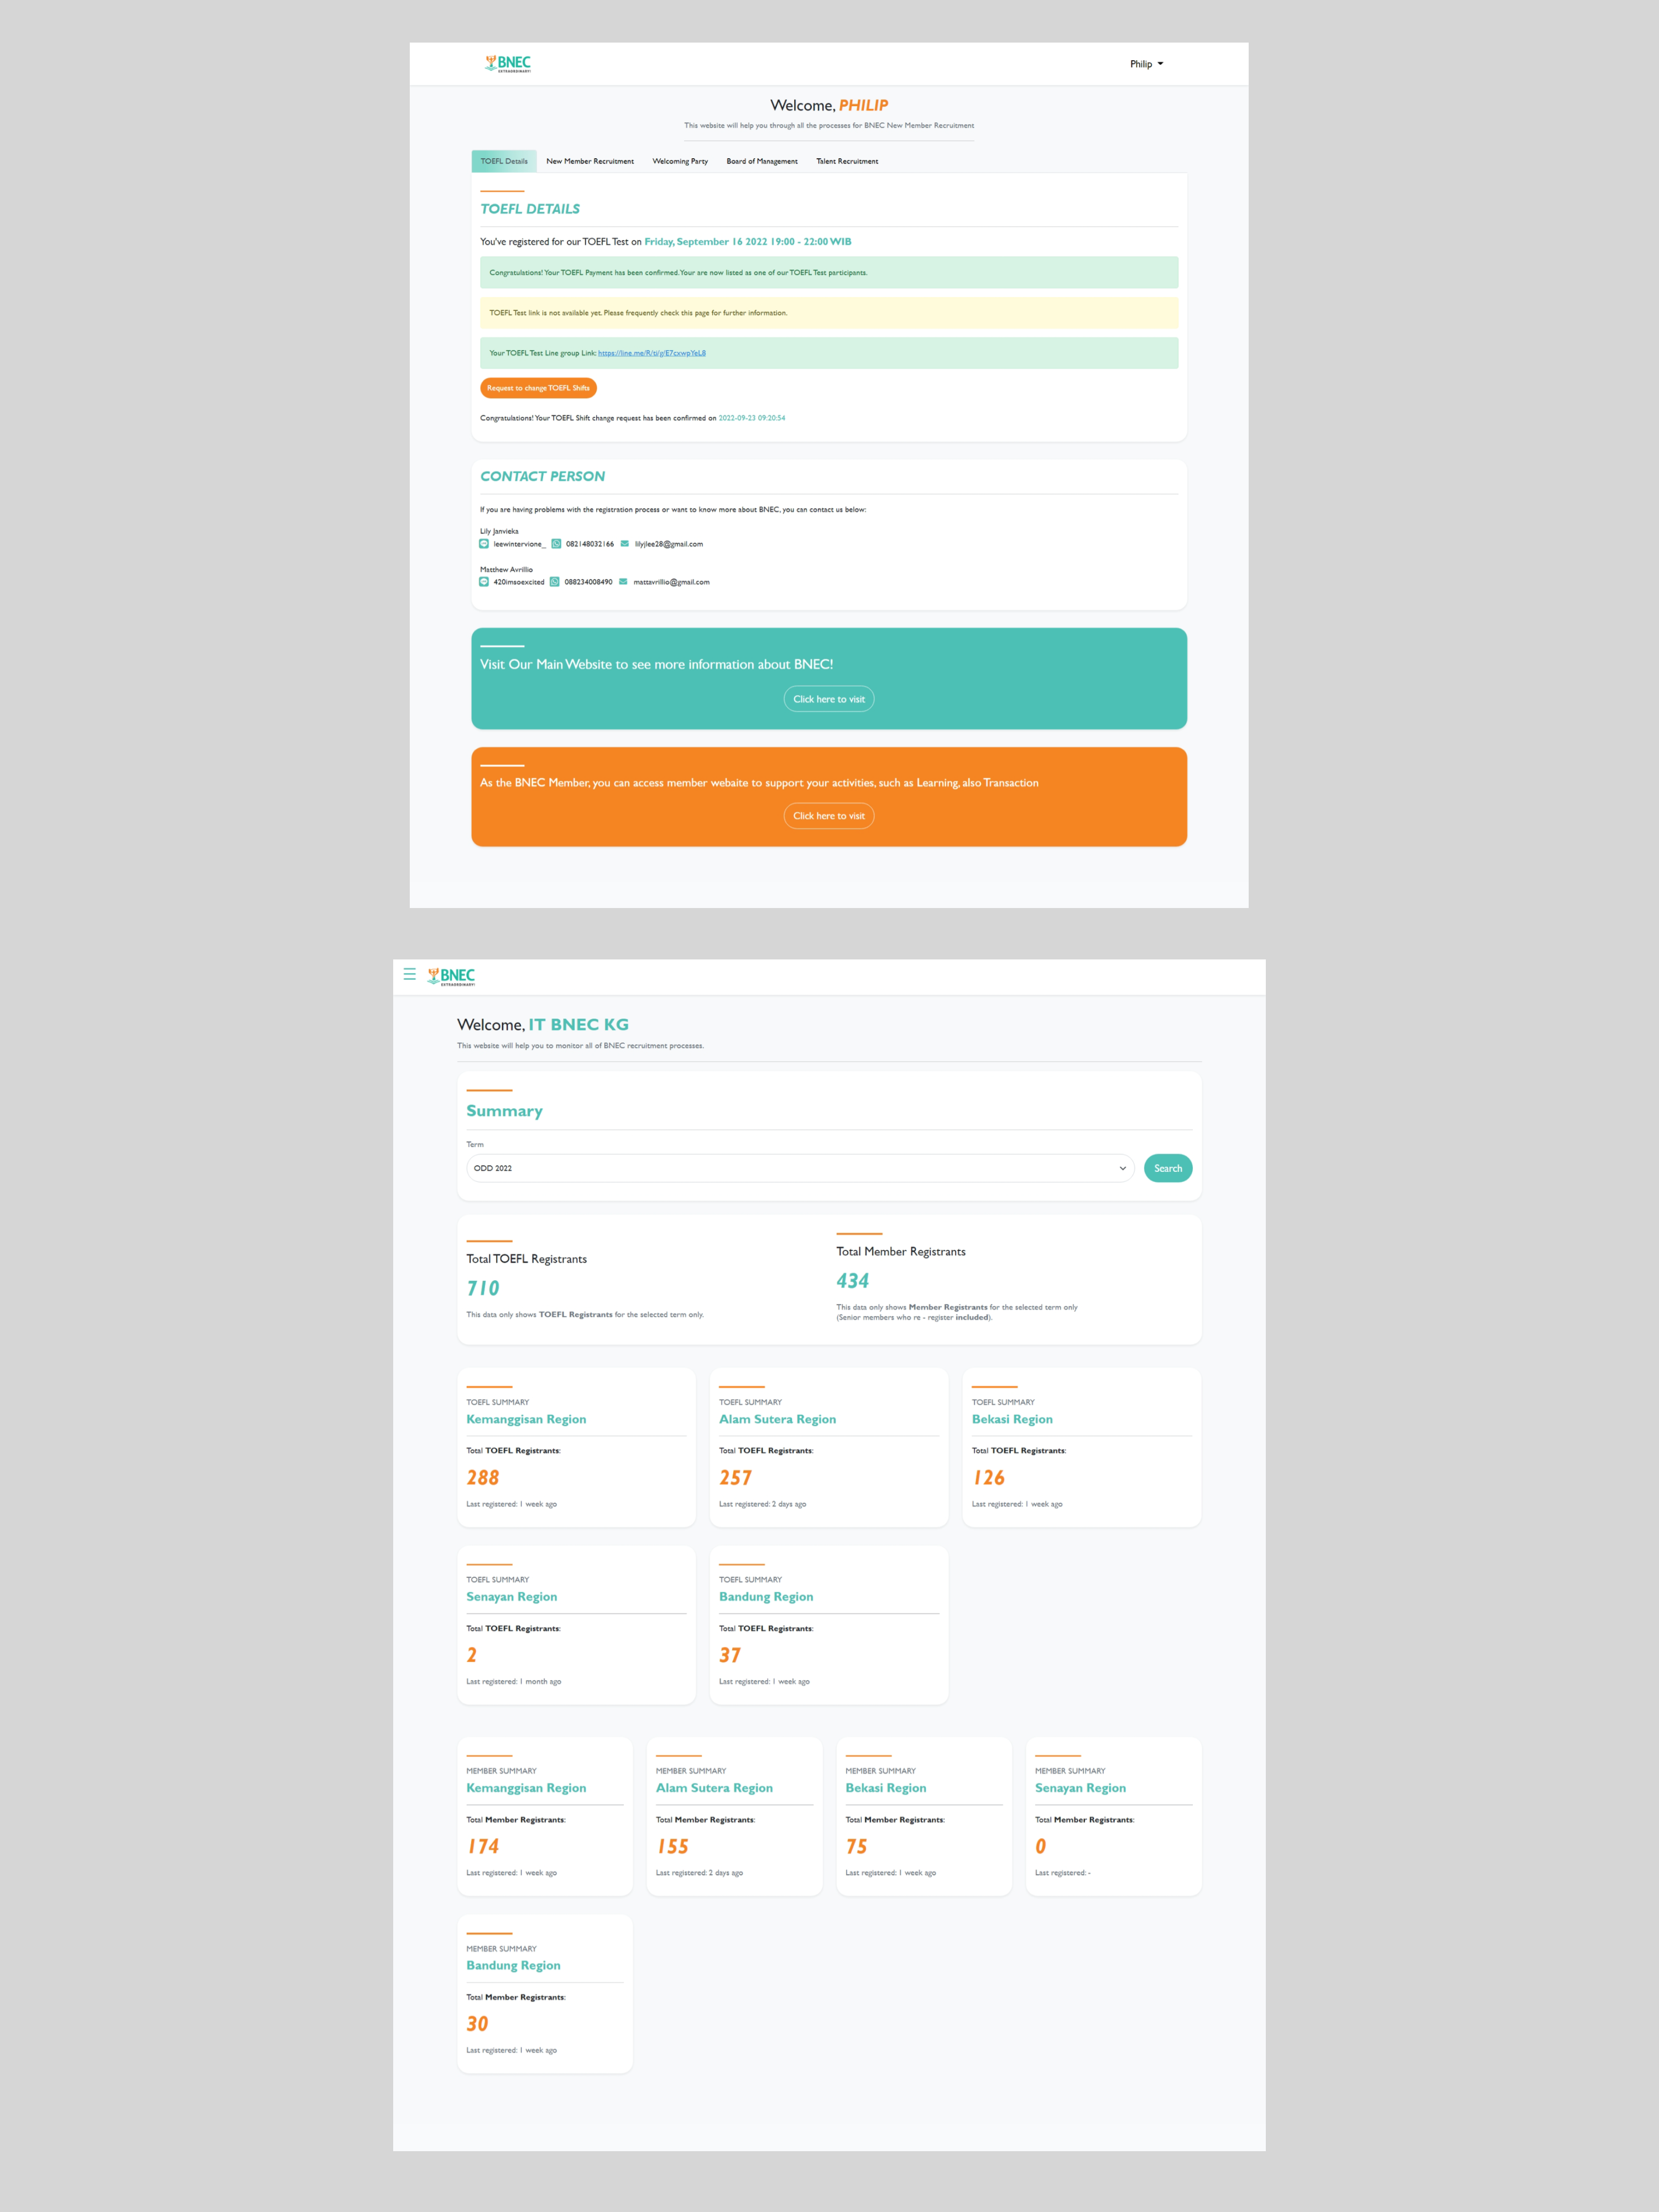 BNEC
EXTRAORDINARY!
Philip
Welcome, PHILIP
This website will help you through all the processes for BNEC New Member Recruitment
TOEFL Details New Member Recruitment Welcoming Party Board of Management Talent Recruitment
TOEFL DETAILS
You've registered for our TOEFL Test on Friday, September 16 2022 19:00 - 22:00 WIB
Congratulations! Your TOEFL Payment has been confirmed. Your are now listed as one of our TOEFL Test participants.
TOEFL Test link is not available yet. Please frequently check this page for further information.
Your TOEFL Test Line group Link: https://line.me/R/ti/g/E7cxwpYeL8
Request to change TOEFL Shifts
Congratulations! Your TOEFL Shift change request has been confirmed on 2022-09-23 09:20:54
CONTACT PERSON
If you are having problems with the registration process or want to know more about BNEC, you can contact us below:
Lily Janvieka
leewintervione_ 082148032166 lilyjlee28@gmail.com
Matthew Avrillio
420imsoexcited 088234008490 mattavrillio@gmail.com
Visit Our Main Website to see more information about BNEC!
Click here to visit
As the BNEC Member, you can access member webaite to support your activities, such as Learning, also Transaction
Click here to visit
BNEC
EXTRAORDINARY!
Welcome, IT BNEC KG
This website will help you to monitor all of BNEC recruitment processes.
Summary
Term
ODD 2022
Search
Total TOEFL Registrants
710
This data only shows TOEFL Registrants for the selected term only.
Total Member Registrants
434
This data only shows Member Registrants for the selected term only
(Senior members who re - register included).
TOEFL SUMMARY
Kemanggisan Region
Total TOEFL Registrants:
288
Last registered: 1 week ago
TOEFL SUMMARY
Alam Sutera Region
Total TOEFL Registrants:
257
Last registered: 2 days ago
TOEFL SUMMARY
Bekasi Region
Total TOEFL Registrants:
126
Last registered: 1 week ago
TOEFL SUMMARY
Senayan Region
Total TOEFL Registrants:
2
Last registered: 1 month ago
TOEFL SUMMARY
Bandung Region
Total TOEFL Registrants:
37
Last registered: 1 week ago
MEMBER SUMMARY
Kemanggisan Region
Total Member Registrants:
174
Last registered: 1 week ago
MEMBER SUMMARY
Alam Sutera Region
Total Member Registrants:
155
Last registered: 2 days ago
MEMBER SUMMARY
Bekasi Region
Total Member Registrants:
75
Last registered: 1 week ago
MEMBER SUMMARY
Senayan Region
Total Member Registrants:
0
Last registered: -
MEMBER SUMMARY
Bandung Region
Total Member Registrants:
30
Last registered: 1 week ago